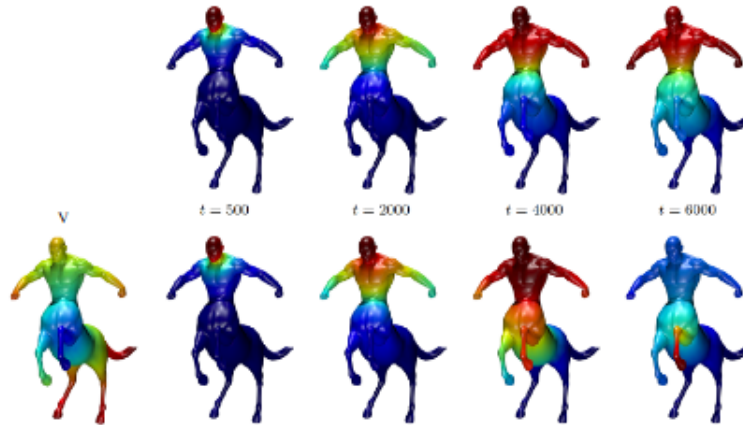 t = 500
t = 2000
t = 4000
t = 6000
V